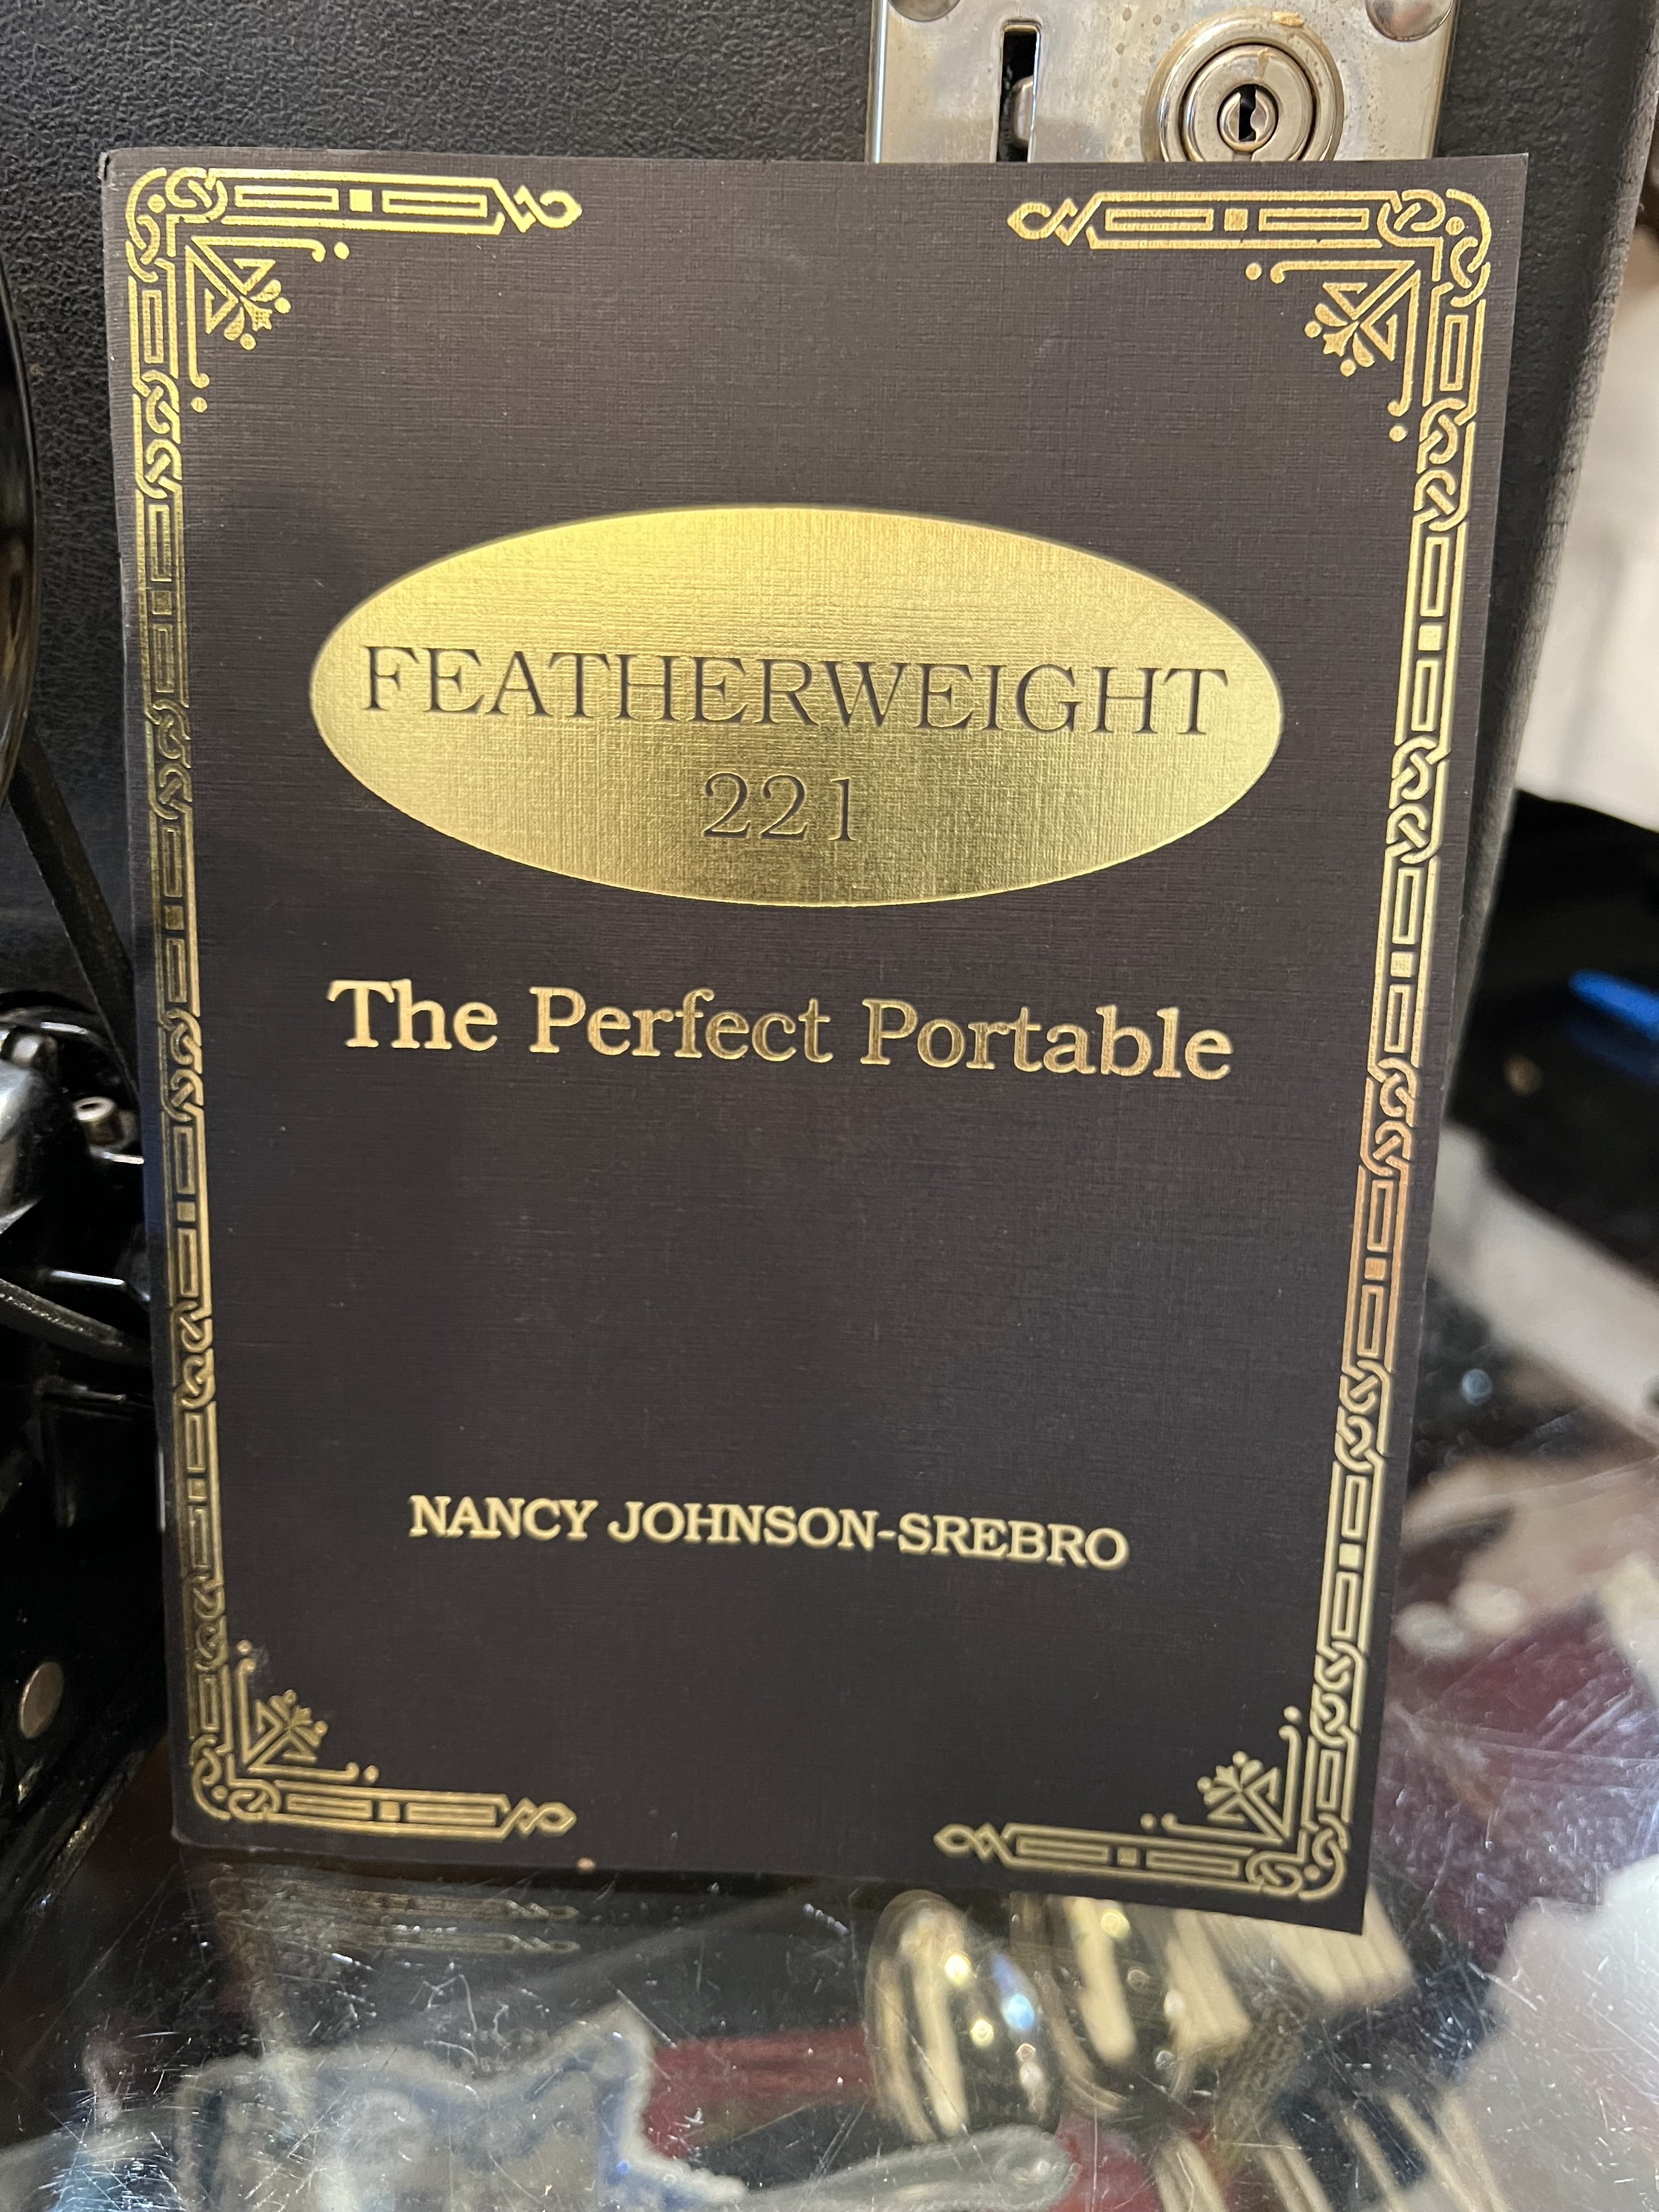 FEATHERWEIGHT
221
The Perfect Portable
NANCY JOHNSON-SREBRO